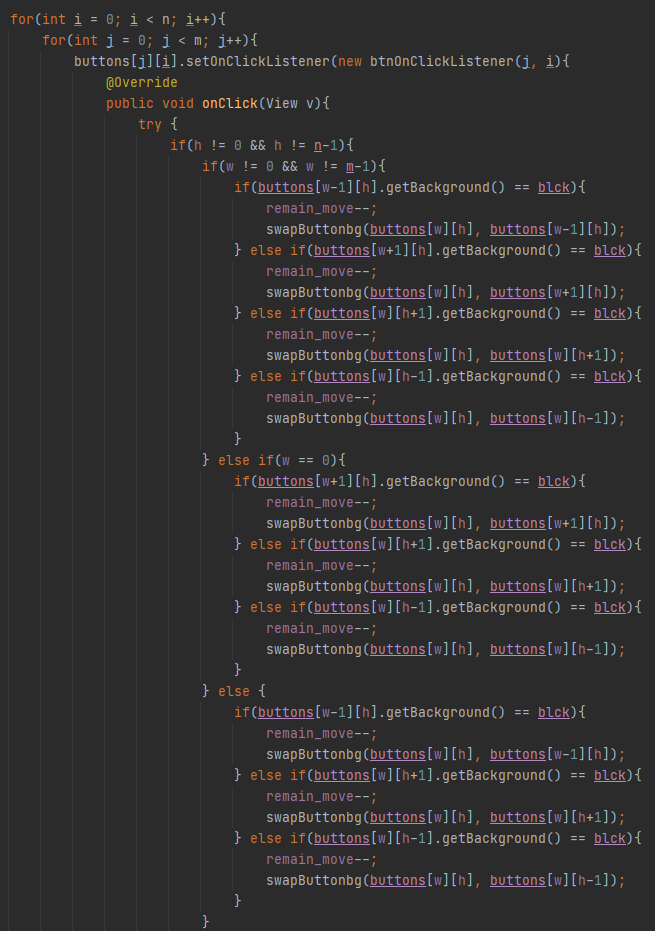 for(int i = 0; i < n; i++){
    for(int j = 0; j < m; j++){
        buttons[j][i].setOnClickListener(new btnOnClickListener(j, i){
            @Override
            public void onClick(View v){
                try {
                    if(h != 0 && h != n-1){
                        if(w != 0 && w != m-1){
                            if(buttons[w-1][h].getBackground() == blck){
                                remain_move--;
                                swapButtonbg(buttons[w][h], buttons[w-1][h]);
                            } else if(buttons[w+1][h].getBackground() == blck){
                                remain_move--;
                                swapButtonbg(buttons[w][h], buttons[w+1][h]);
                            } else if(buttons[w][h+1].getBackground() == blck){
                                remain_move--;
                                swapButtonbg(buttons[w][h], buttons[w][h+1]);
                            } else if(buttons[w][h-1].getBackground() == blck){
                                remain_move--;
                                swapButtonbg(buttons[w][h], buttons[w][h-1]);
                            }
                        } else if(w == 0){
                            if(buttons[w+1][h].getBackground() == blck){
                                remain_move--;
                                swapButtonbg(buttons[w][h], buttons[w+1][h]);
                            } else if(buttons[w][h+1].getBackground() == blck){
                                remain_move--;
                                swapButtonbg(buttons[w][h], buttons[w][h+1]);
                            } else if(buttons[w][h-1].getBackground() == blck){
                                remain_move--;
                                swapButtonbg(buttons[w][h], buttons[w][h-1]);
                            }
                        } else {
                            if(buttons[w-1][h].getBackground() == blck){
                                remain_move--;
                                swapButtonbg(buttons[w][h], buttons[w-1][h]);
                            } else if(buttons[w][h+1].getBackground() == blck){
                                remain_move--;
                                swapButtonbg(buttons[w][h], buttons[w][h+1]);
                            } else if(buttons[w][h-1].getBackground() == blck){
                                remain_move--;
                                swapButtonbg(buttons[w][h], buttons[w][h-1]);
                            }
                        }